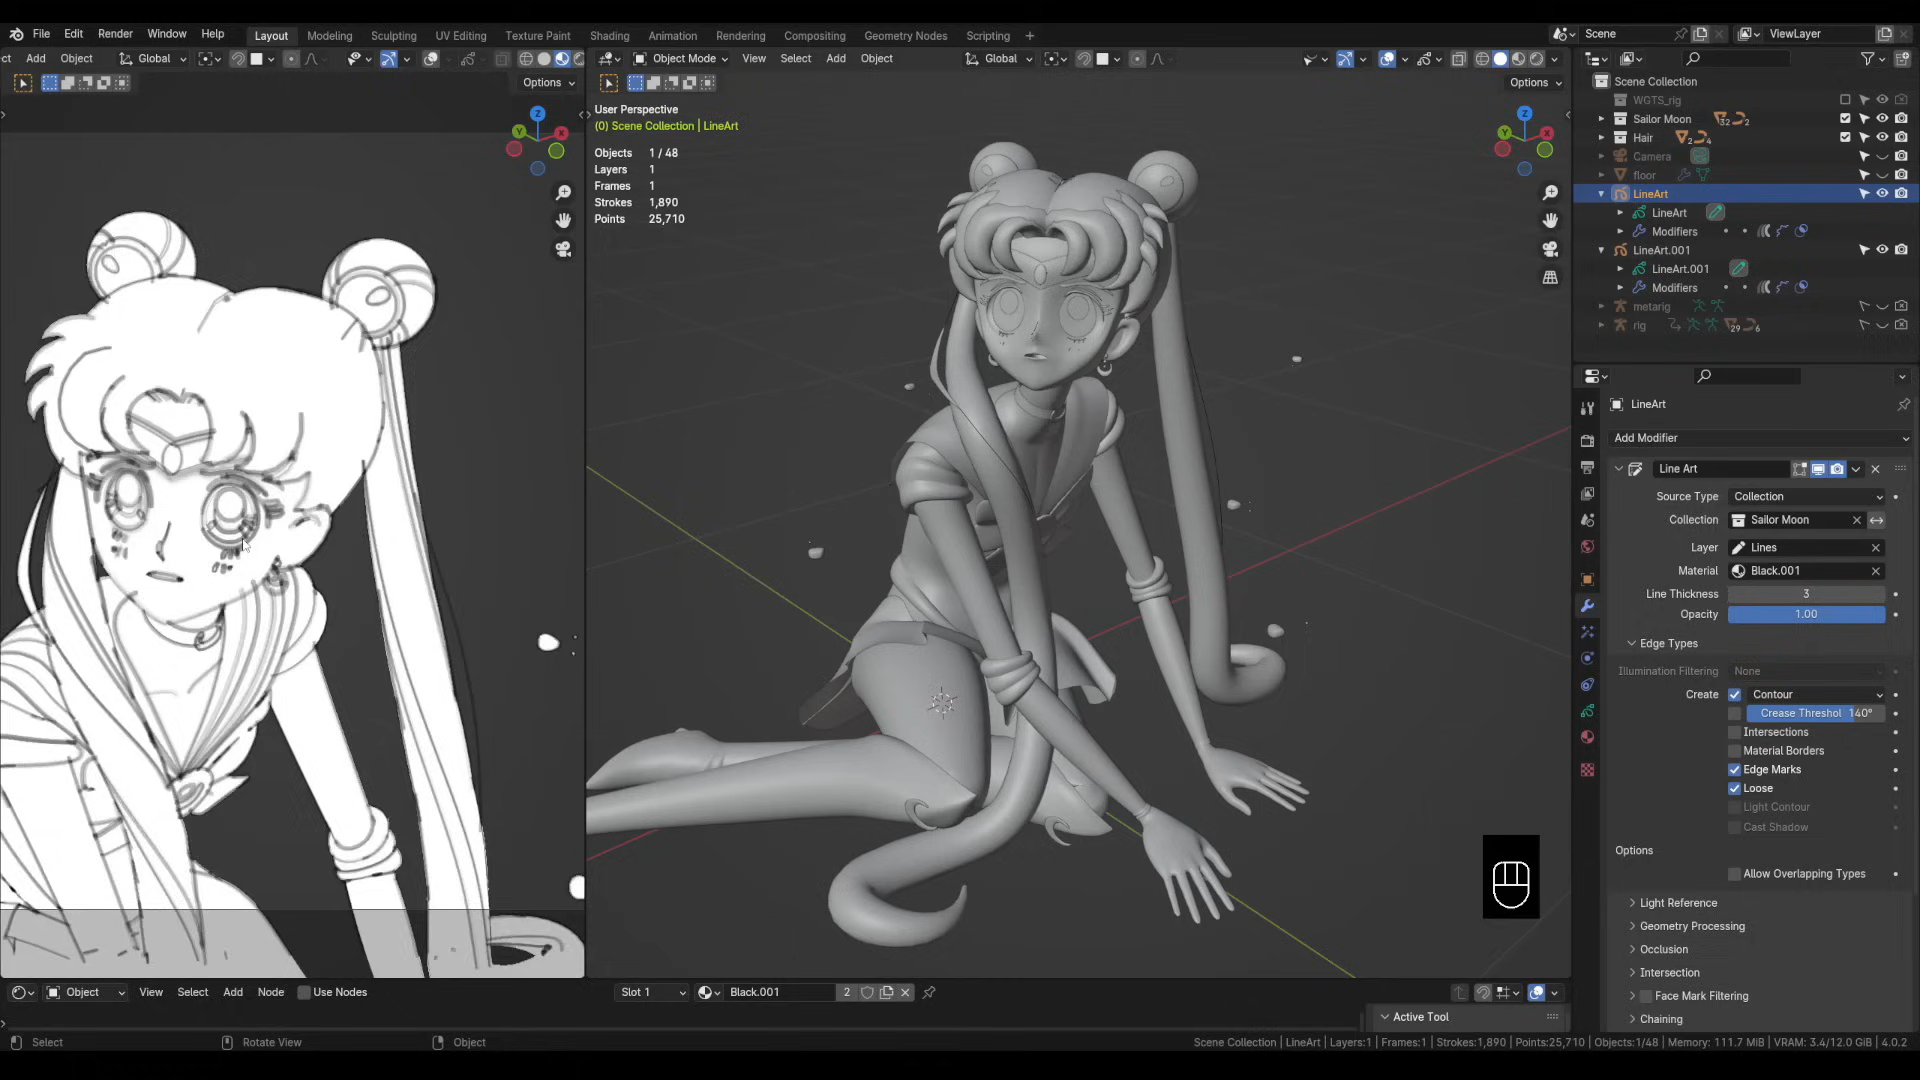 File Edit Render Window Help Layout Modeling Sculpting UV Editing Texture Paint Shading Animation Rendering Compositing Geometry Nodes Scripting + Scene ViewLayer
ct Add Object Global
Object Mode View Select Add Object Global
Options
Options
User Perspective
(0) Scene Collection | LineArt
Objects 1 / 48
Layers 1
Frames 1
Strokes 1,890
Points 25,710
Z
Y
X
Z
Y
X
Scene Collection
WGTS_rig
Sailor Moon 32 2
Hair 2 4
Camera
floor
LineArt
LineArt
Modifiers
LineArt.001
LineArt.001
Modifiers
metarig
rig 29 6
LineArt
Add Modifier
Line Art
Source Type Collection
Collection Sailor Moon
Layer Lines
Material Black.001
Line Thickness 3
Opacity 1.00
Edge Types
Illumination Filtering None
Create Contour
Crease Threshol 140°
Intersections
Material Borders
Edge Marks
Loose
Light Contour
Cast Shadow
Options
Allow Overlapping Types
Light Reference
Geometry Processing
Occlusion
Intersection
Face Mark Filtering
Chaining
Object View Select Add Node Use Nodes Slot 1 Black.001 2
Active Tool
Select Rotate View Object Scene Collection | LineArt | Layers:1 | Frames:1 | Strokes:1,890 | Points:25,710 | Objects:1/48 | Memory: 111.7 MiB | VRAM: 3.4/12.0 GiB | 4.0.2